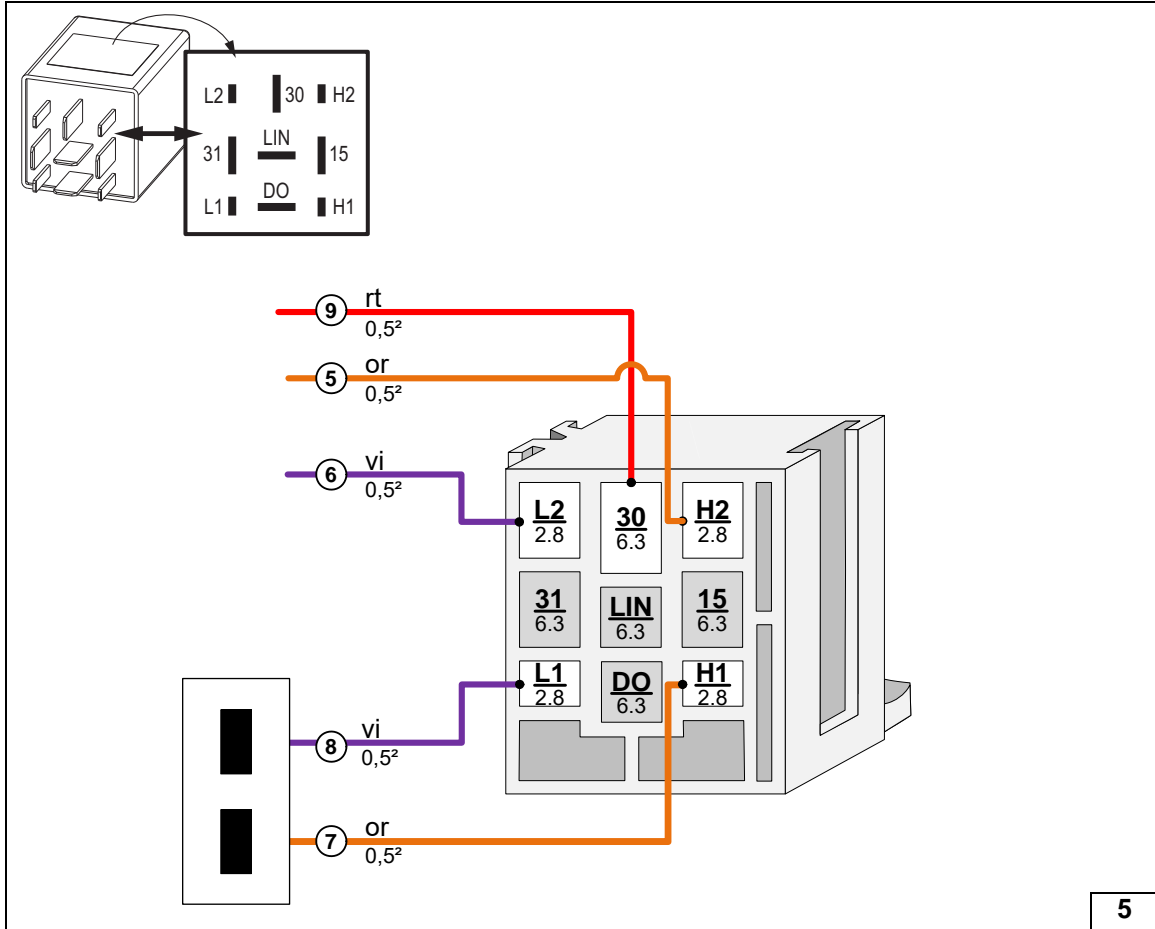 L2 30 H2
31 LIN 15
L1 DO H1
9 rt
0,5²
5 or
0,5²
6 vi
0,5²
L2 30 H2
2.8 6.3 2.8
31 LIN 15
6.3 6.3 6.3
L1 DO H1
2.8 6.3 2.8
8 vi
0,5²
7 or
0,5²
5